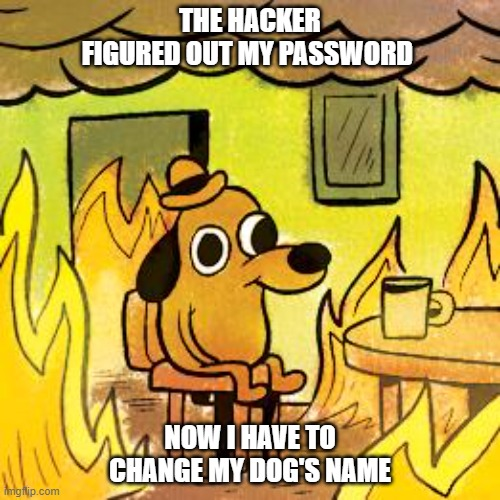 THE HACKER
FIGURED OUT MY PASSWORD
NOW I HAVE TO
CHANGE MY DOG'S NAME
imgflip.com